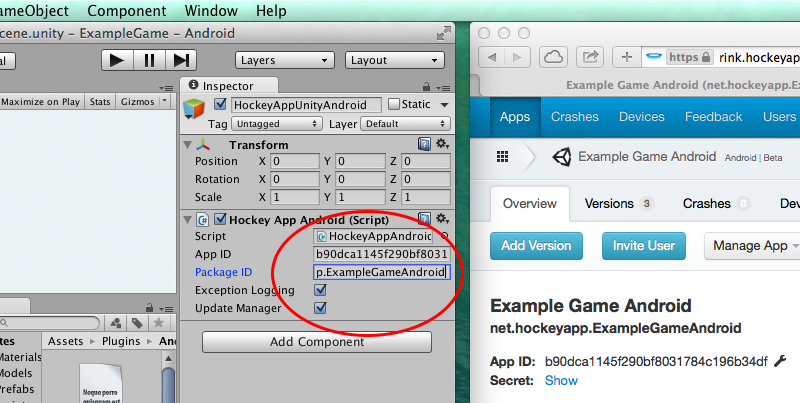 ameObject Component Window Help
cene.unity - ExampleGame - Android
al Layers Layout
Inspector
Maximize on Play Stats Gizmos
HockeyAppUnityAndroid Static
Tag Untagged Layer Default
Transform
Position X 0 Y 0 Z 0
Rotation X 0 Y 0 Z 0
Scale X 1 Y 1 Z 1
Hockey App Android (Script)
Script HockeyAppAndroid
App ID b90dca1145f290bf8031
Package ID p.ExampleGameAndroid
Exception Logging
Update Manager
Add Component
tes Assets Plugins And
Materials
Models
Prefabs
Scripts
Neque porro
quisquam est
https rink.hockeyap
Example Game Android (net.hockeyapp.Ex
Apps Crashes Devices Feedback Users
Example Game Android Android | Beta
Overview Versions 3 Crashes 0 Dev
Add Version Invite User Manage App
Example Game Android
net.hockeyapp.ExampleGameAndroid
App ID: b90dca1145f290bf8031784c196b34df
Secret: Show